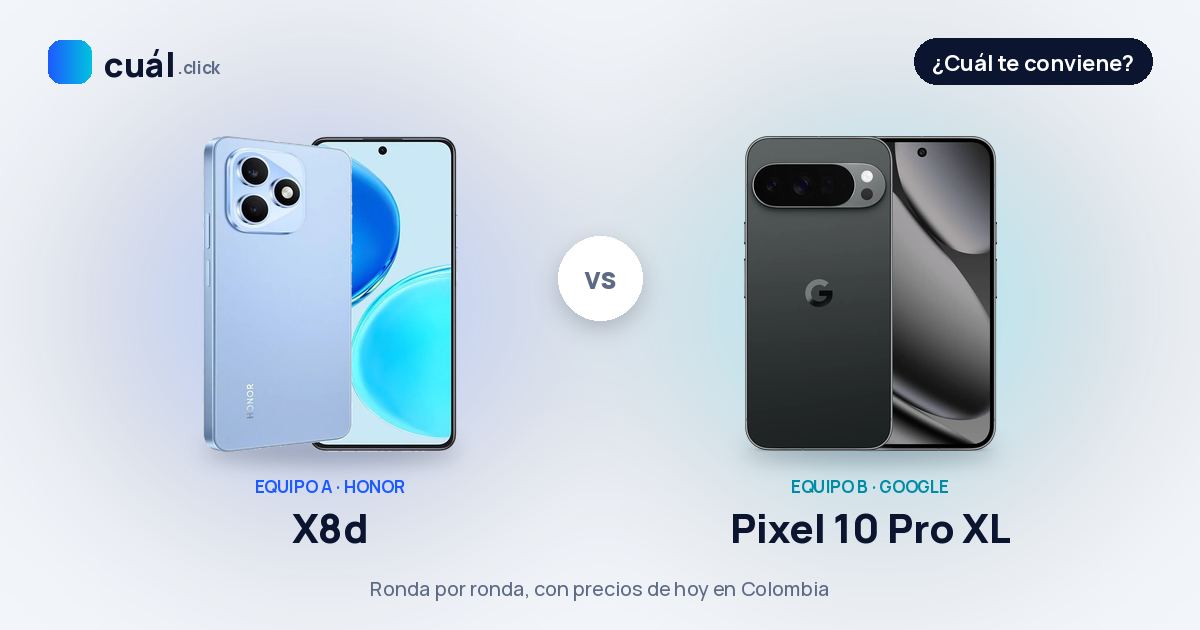 cuál.click
¿Cuál te conviene?
HONOR
G
VS
EQUIPO A · HONOR
EQUIPO B · GOOGLE
X8d
Pixel 10 Pro XL
Ronda por ronda, con precios de hoy en Colombia